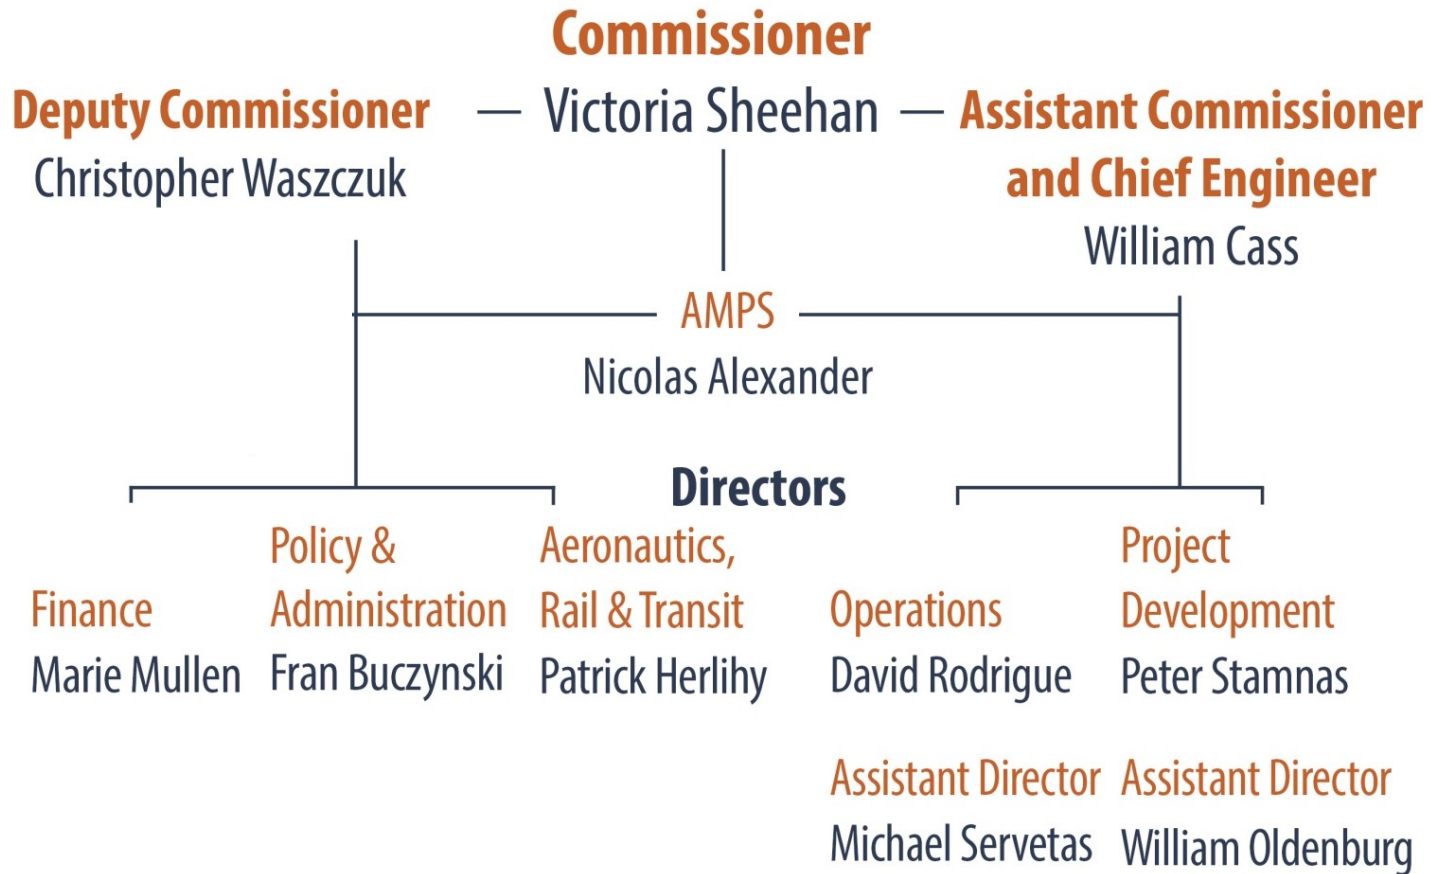 Commissioner
Victoria Sheehan
Deputy Commissioner
Christopher Waszczuk
Assistant Commissioner
and Chief Engineer
William Cass
AMPS
Nicolas Alexander
Directors
Finance
Marie Mullen
Policy &
Administration
Fran Buczynski
Aeronautics,
Rail & Transit
Patrick Herlihy
Operations
David Rodrigue
Assistant Director
Michael Servetas
Project
Development
Peter Stamnas
Assistant Director
William Oldenburg